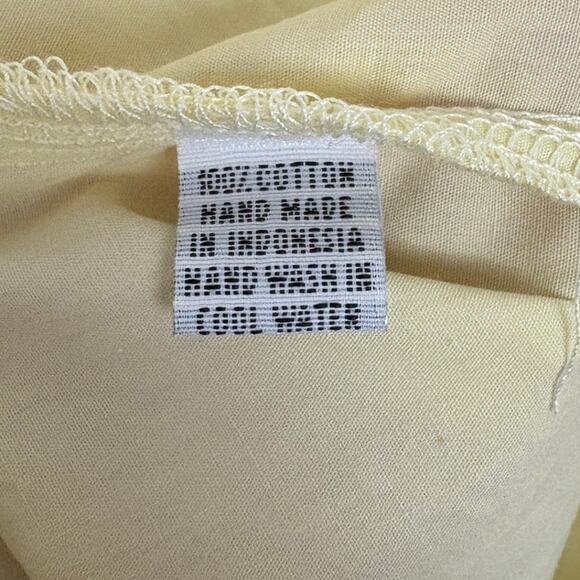 100% COTTON
HAND MADE
IN INDONESIA
HAND WASH IN
COOL WATER